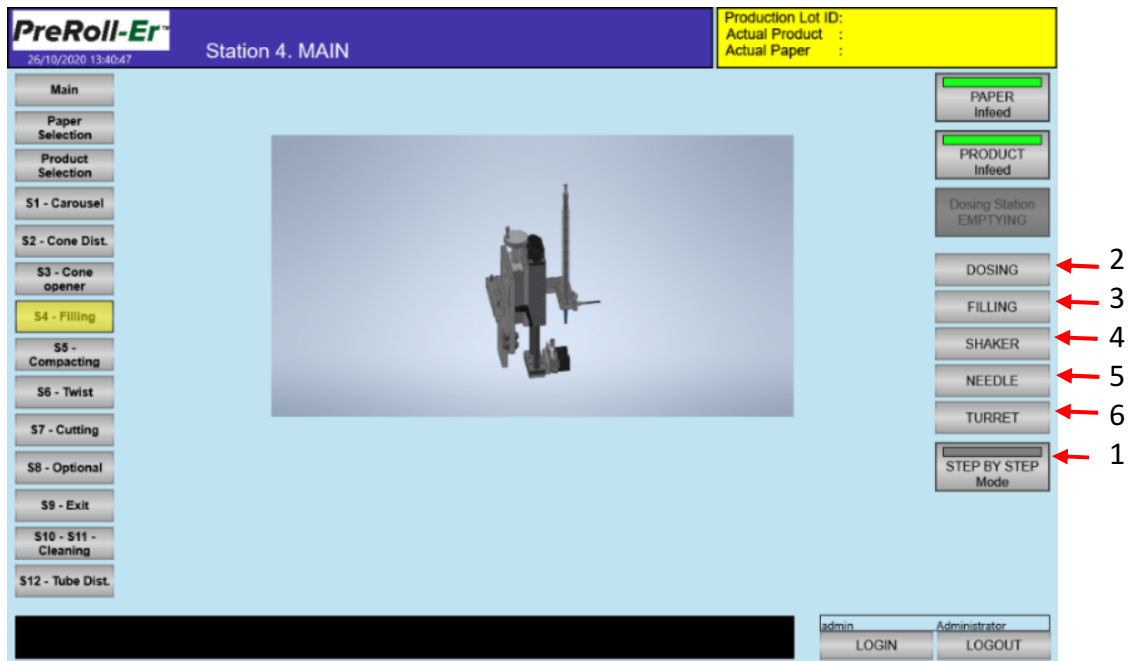 PreRoll-Er™
26/10/2020 13:40:47
Station 4. MAIN
Production Lot ID:
Actual Product :
Actual Paper :
Main
Paper
Selection
Product
Selection
S1 - Carousel
S2 - Cone Dist.
S3 - Cone
opener
S4 - Filling
S5 -
Compacting
S6 - Twist
S7 - Cutting
S8 - Optional
S9 - Exit
S10 - S11 -
Cleaning
S12 - Tube Dist.
PAPER
Infeed
PRODUCT
Infeed
Dosing Station
EMPTYING
DOSING
2
FILLING
3
SHAKER
4
NEEDLE
5
TURRET
6
STEP BY STEP
Mode
1
admin Administrator
LOGIN LOGOUT